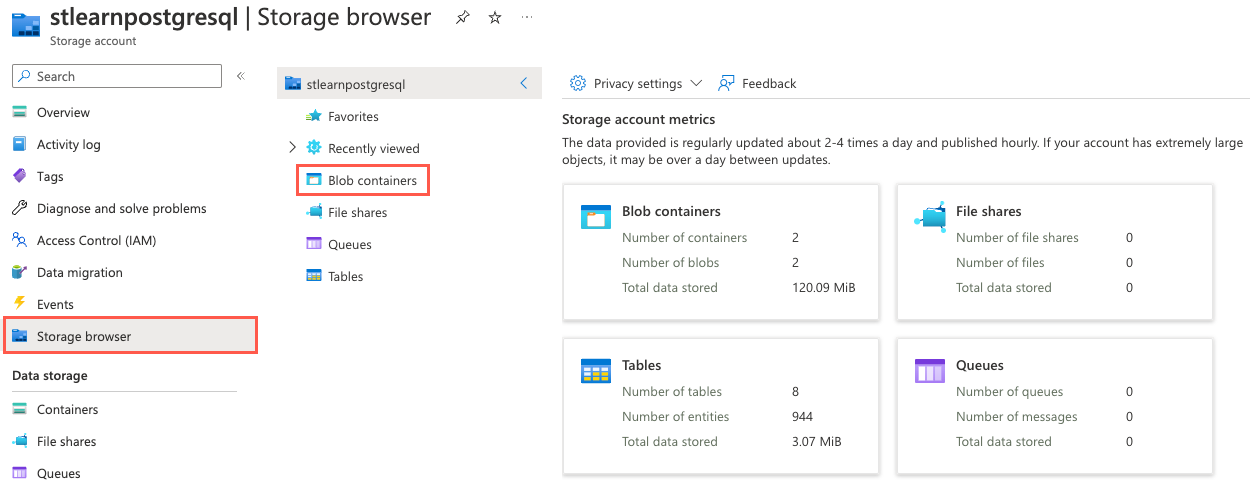 stlearnpostgresql | Storage browser ...
Storage account
Search
«
Overview
Activity log
Tags
Diagnose and solve problems
Access Control (IAM)
Data migration
Events
Storage browser
Data storage
Containers
File shares
Queues
stlearnpostgresql
Favorites
Recently viewed
Blob containers
File shares
Queues
Tables
Privacy settings
Feedback
Storage account metrics
The data provided is regularly updated about 2-4 times a day and published hourly. If your account has extremely large
objects, it may be over a day between updates.
Blob containers
Number of containers 2
Number of blobs 2
Total data stored 120.09 MiB
File shares
Number of file shares 0
Number of files 0
Total data stored 0
Tables
Number of tables 8
Number of entities 944
Total data stored 3.07 MiB
Queues
Number of queues 0
Number of messages 0
Total data stored 0